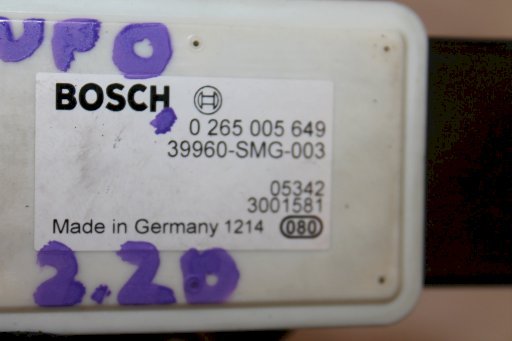 UPO
BOSCH
0 265 005 649
39960-SMG-003
05342
3001581
Made in Germany 1214 080
2.2D